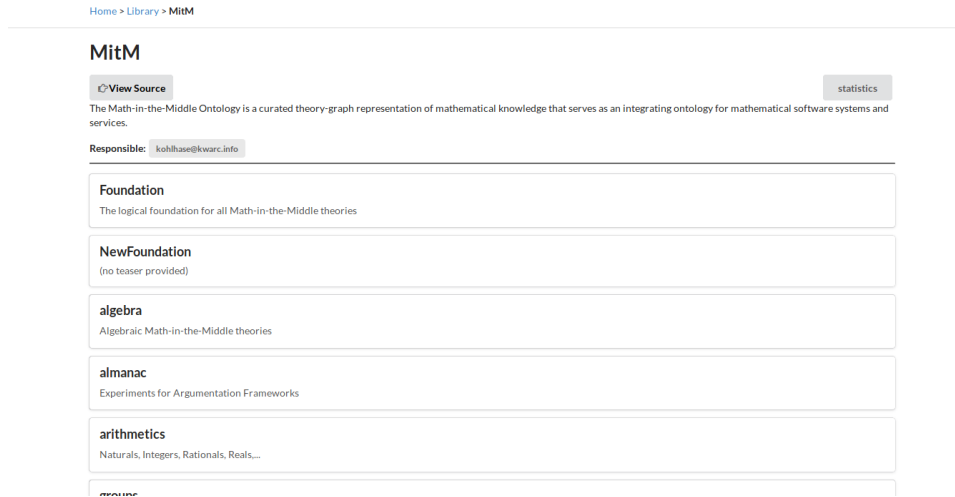 Home > Library > MitM
MitM
View Source
statistics
The Math-in-the-Middle Ontology is a curated theory-graph representation of mathematical knowledge that serves as an integrating ontology for mathematical software systems and
services.
Responsible: kohlhase@kwarc.info
Foundation
The logical foundation for all Math-in-the-Middle theories
NewFoundation
(no teaser provided)
algebra
Algebraic Math-in-the-Middle theories
almanac
Experiments for Argumentation Frameworks
arithmetics
Naturals, Integers, Rationals, Reals,...
groups